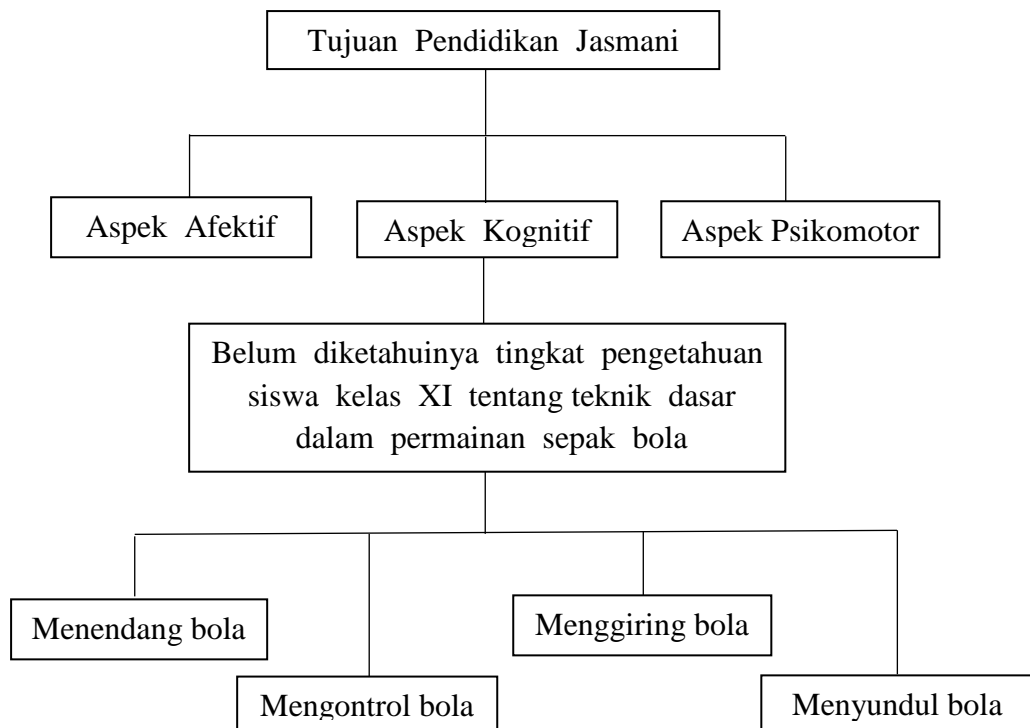 Tujuan Pendidikan Jasmani
Aspek Afektif
Aspek Kognitif
Aspek Psikomotor
Belum diketahuinya tingkat pengetahuan
siswa kelas XI tentang teknik dasar
dalam permainan sepak bola
Menendang bola
Menggiring bola
Mengontrol bola
Menyundul bola